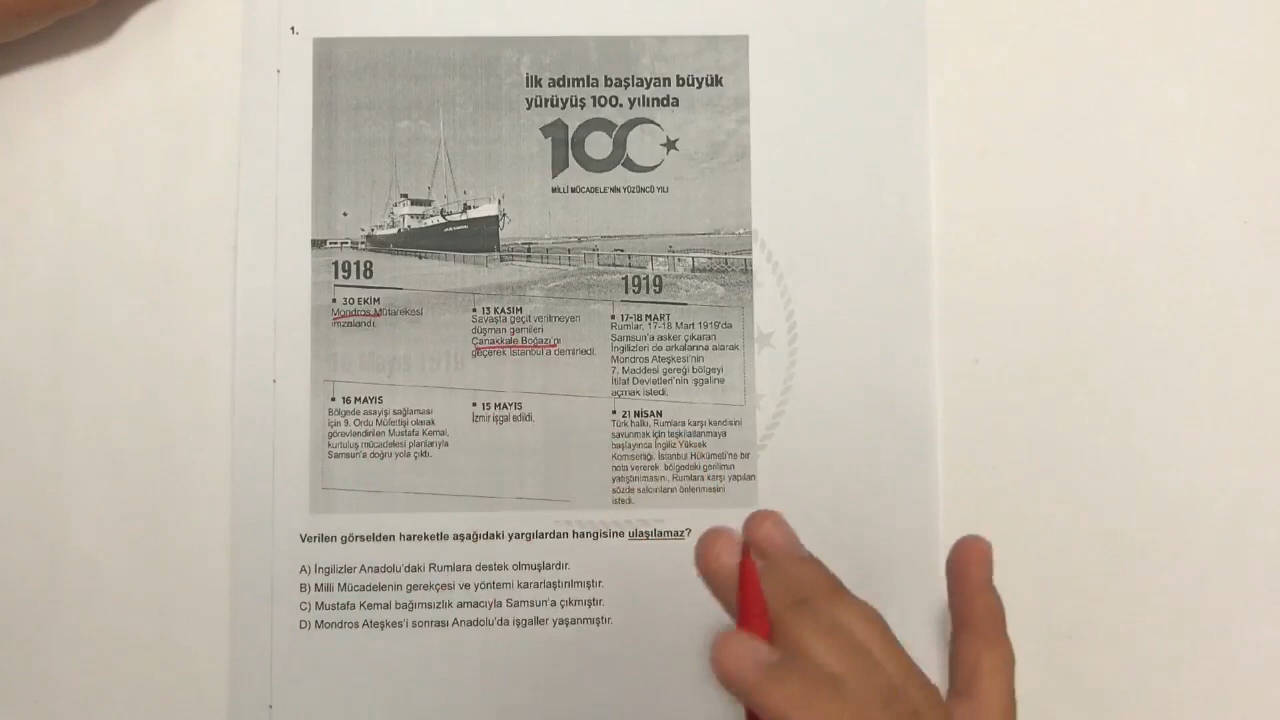 1.
İlk adımla başlayan büyük
yürüyüş 100. yılında
100
MİLLİ MÜCADELE'NİN YÜZÜNCÜ YILI
1918
30 EKİM
Mondros Mütarekesi
imzalandı.
13 KASIM
Savaşta geçit verilmeyen
düşman gemileri
Çanakkale Boğazı'nı
geçerek İstanbul'a demirledi.
1919
17-18 MART
Rumlar, 17-18 Mart 1919'da
Samsun'a asker çıkaran
İngilizleri de arkalarına alarak
Mondros Ateşkesi'nin
7. Maddesi gereği bölgeyi
İtilaf Devletleri'nin işgaline
açmak istedi.
16 MAYIS
Bölgede asayişi sağlaması
için 9. Ordu Müfettişi olarak
görevlendirilen Mustafa Kemal,
kurtuluş mücadelesi planlarıyla
Samsun'a doğru yola çıktı.
15 MAYIS
İzmir işgal edildi.
21 NİSAN
Türk halkı, Rumlara karşı kendisini
savunmak için teşkilatlanmaya
başlayınca İngiliz Yüksek
Komiserliği, İstanbul Hükümeti'ne bir
nota vererek bölgedeki gerilimin
yatıştırılmasını, Rumlara karşı yapılan
sözde saldırıların önlenmesini
istedi.
Verilen görselden hareketle aşağıdaki yargılardan hangisine ulaşılamaz?
A) İngilizler Anadolu'daki Rumlara destek olmuşlardır.
B) Milli Mücadelenin gerekçesi ve yöntemi kararlaştırılmıştır.
C) Mustafa Kemal bağımsızlık amacıyla Samsun'a çıkmıştır.
D) Mondros Ateşkes'i sonrası Anadolu'da işgaller yaşanmıştır.